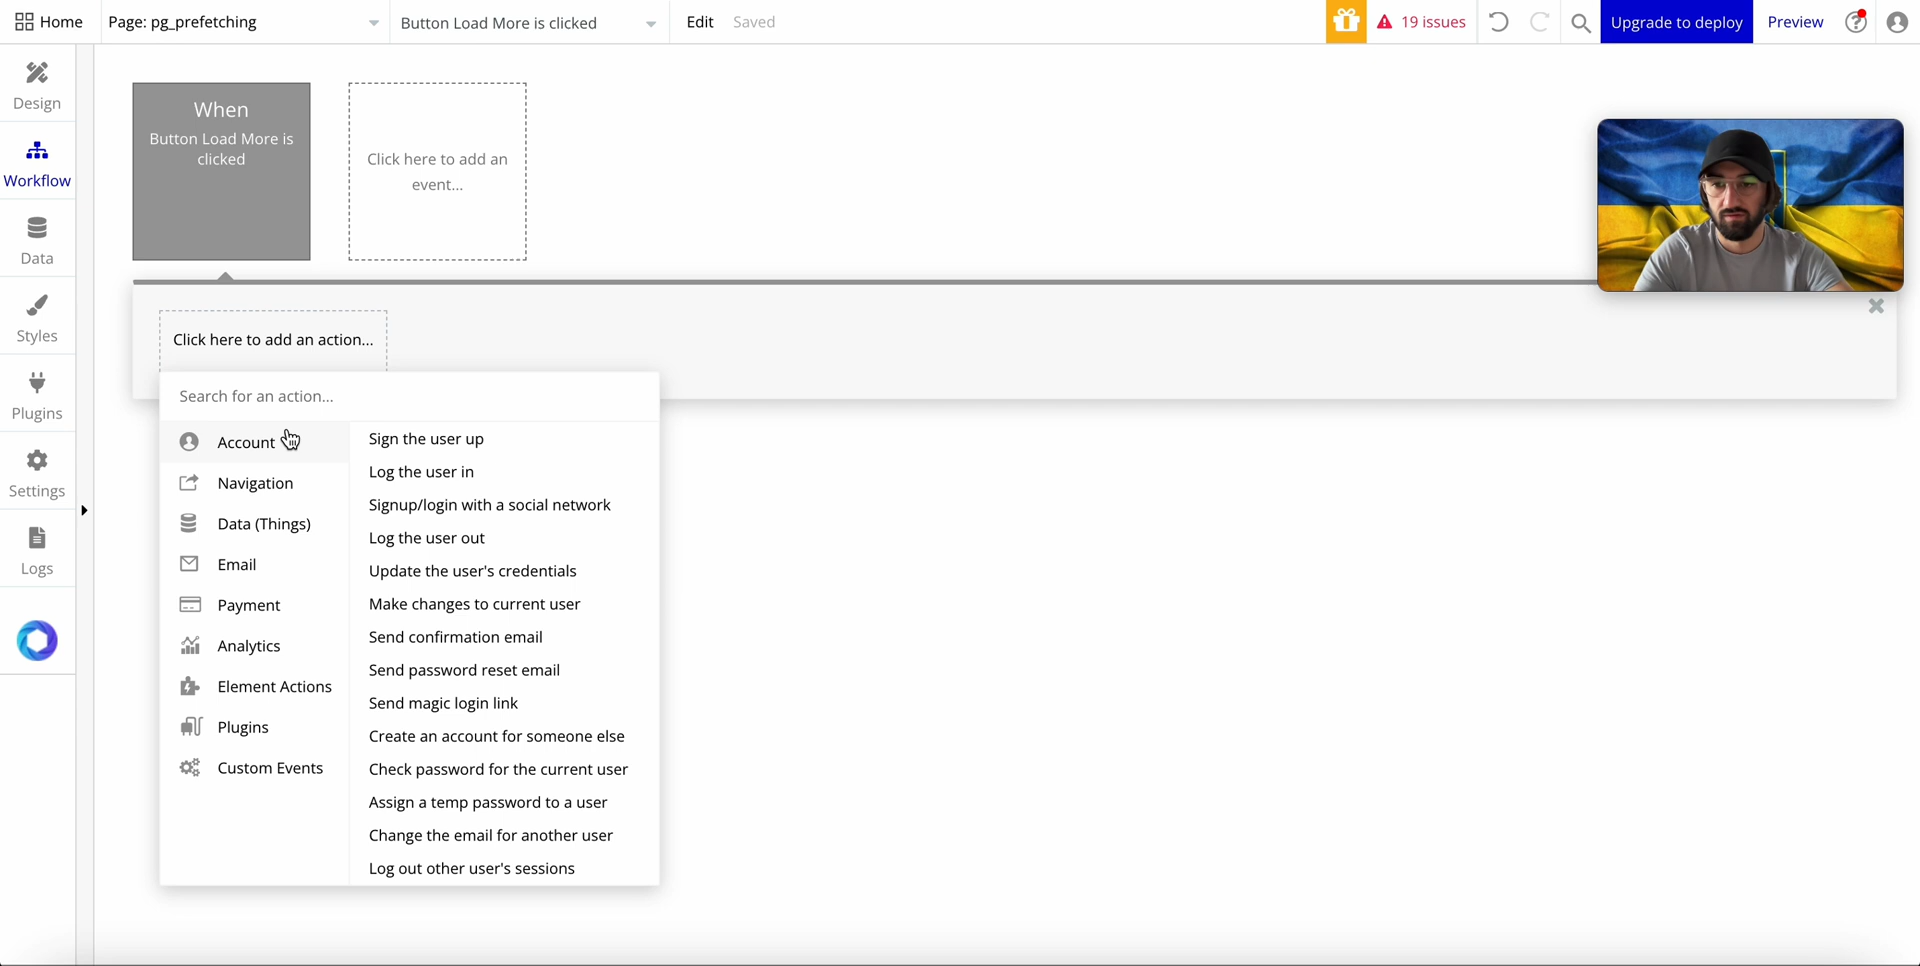 Home
Page: pg_prefetching
Button Load More is clicked
Edit
Saved
19 issues
Upgrade to deploy
Preview
Design
Workflow
Data
Styles
Plugins
Settings
Logs
When
Button Load More is
clicked
Click here to add an
event...
Click here to add an action...
Search for an action...
Account
Navigation
Data (Things)
Email
Payment
Analytics
Element Actions
Plugins
Custom Events
Sign the user up
Log the user in
Signup/login with a social network
Log the user out
Update the user's credentials
Make changes to current user
Send confirmation email
Send password reset email
Send magic login link
Create an account for someone else
Check password for the current user
Assign a temp password to a user
Change the email for another user
Log out other user's sessions